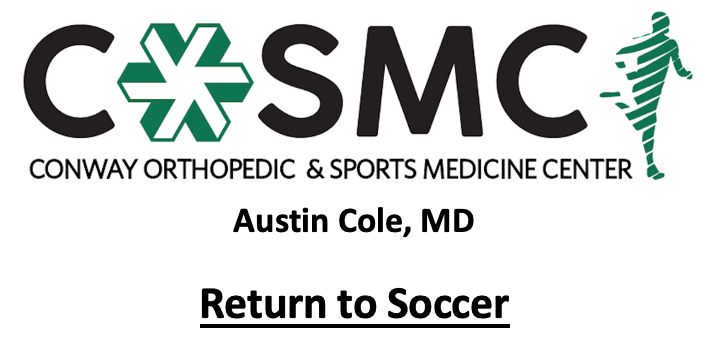 COSMC
CONWAY ORTHOPEDIC & SPORTS MEDICINE CENTER
Austin Cole, MD
Return to Soccer